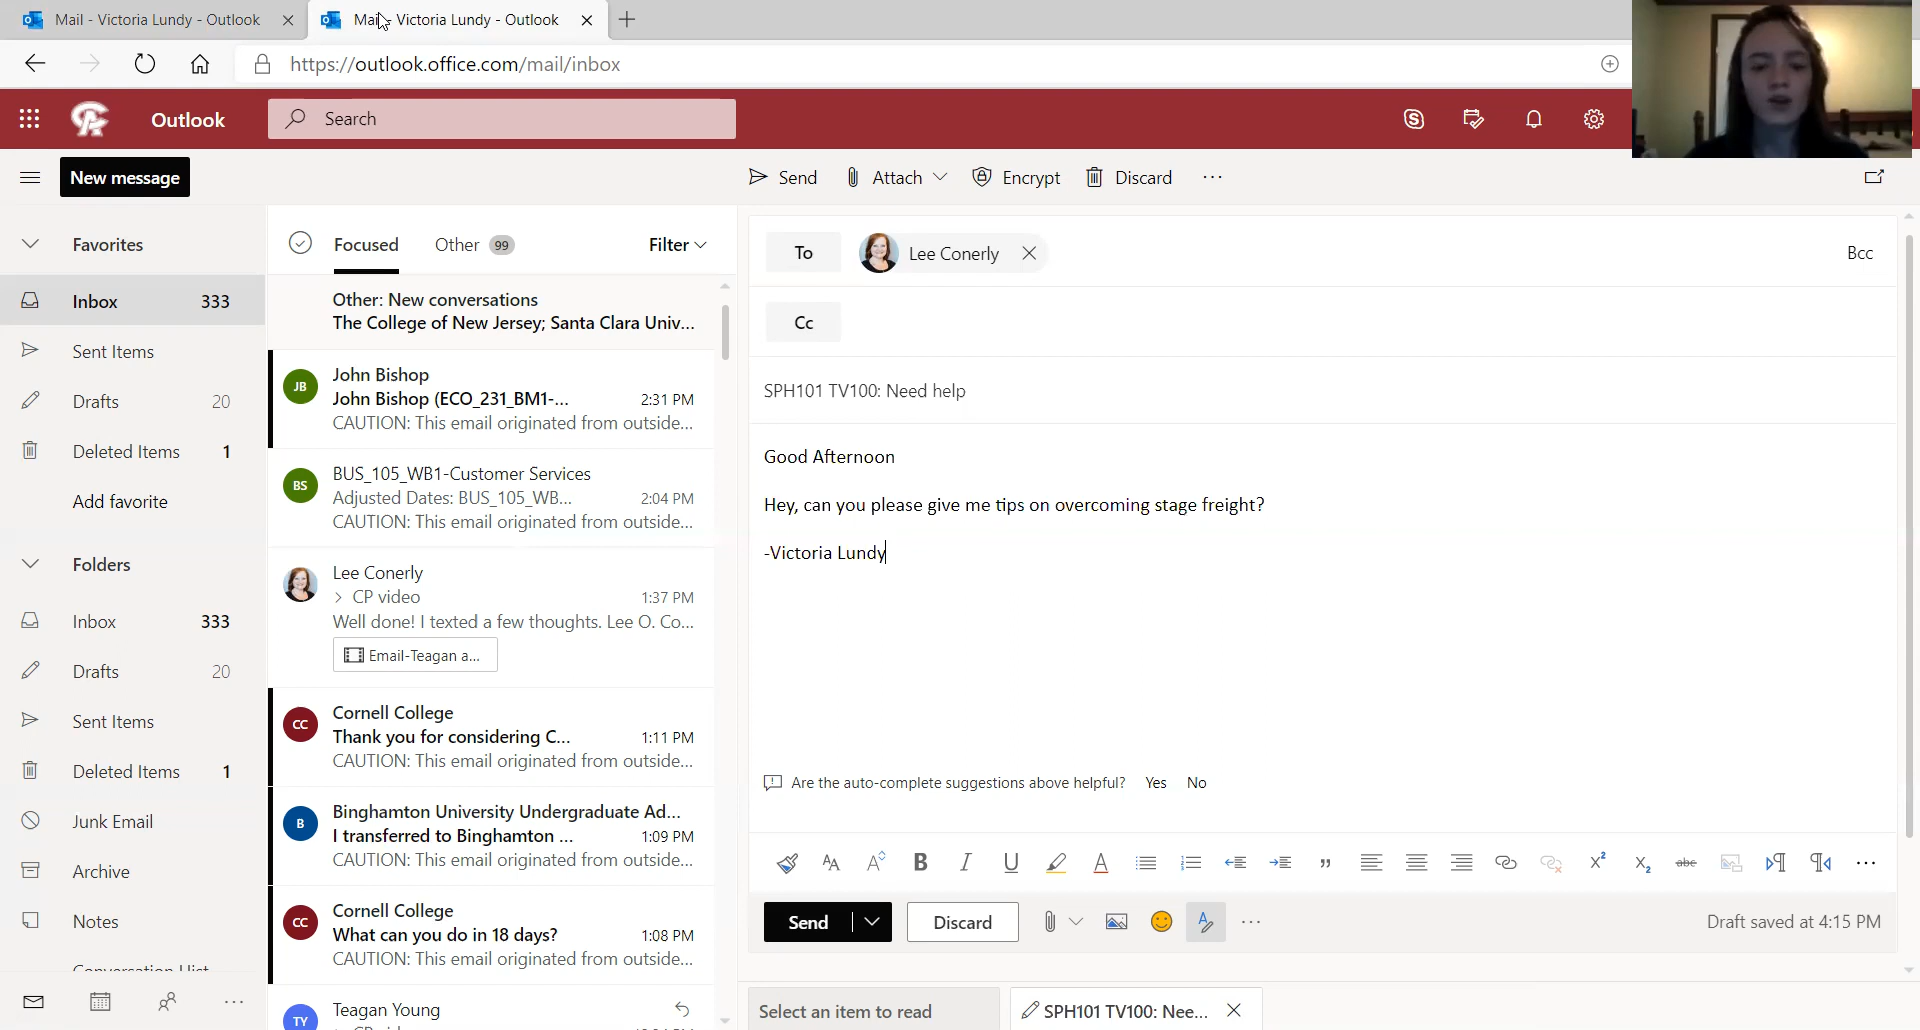 Mail - Victoria Lundy - Outlook
Mail - Victoria Lundy - Outlook
https://outlook.office.com/mail/inbox
Outlook
Search
New message
Send
Attach
Encrypt
Discard
Favorites
Inbox 333
Sent Items
Drafts 20
Deleted Items 1
Add favorite
Folders
Inbox 333
Drafts 20
Sent Items
Deleted Items 1
Junk Email
Archive
Notes
Conversation Hist
Focused
Other 99
Filter
Other: New conversations
The College of New Jersey; Santa Clara Univ...
JB
John Bishop
John Bishop (ECO_231_BM1-... 2:31 PM
CAUTION: This email originated from outside...
BS
BUS_105_WB1-Customer Services
Adjusted Dates: BUS_105_WB... 2:04 PM
CAUTION: This email originated from outside...
Lee Conerly
> CP video 1:37 PM
Well done! I texted a few thoughts. Lee O. Co...
Email-Teagan a...
CC
Cornell College
Thank you for considering C... 1:11 PM
CAUTION: This email originated from outside...
B
Binghamton University Undergraduate Ad...
I transferred to Binghamton ... 1:09 PM
CAUTION: This email originated from outside...
CC
Cornell College
What can you do in 18 days? 1:08 PM
CAUTION: This email originated from outside...
TY
Teagan Young
To
Lee Conerly
Bcc
Cc
SPH101 TV100: Need help
Good Afternoon
Hey, can you please give me tips on overcoming stage freight?
-Victoria Lundy
Are the auto-complete suggestions above helpful? Yes No
Send
Discard
Draft saved at 4:15 PM
Select an item to read
SPH101 TV100: Nee...